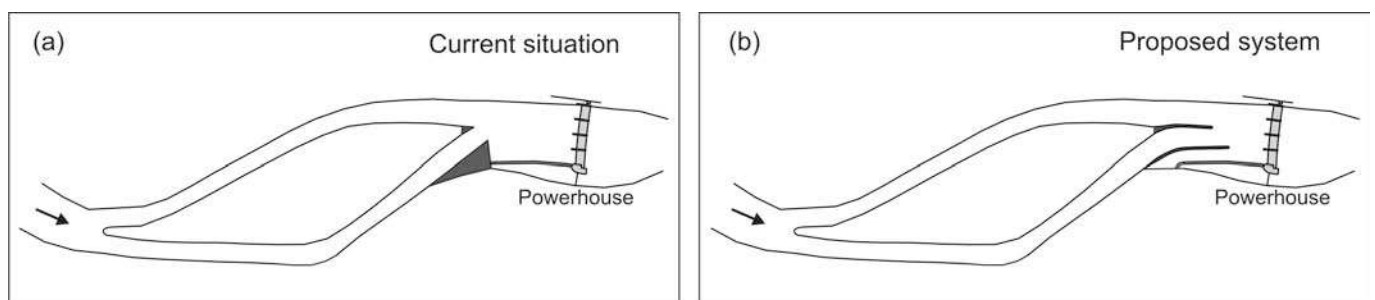 (a)
Current situation
Powerhouse
(b)
Proposed system
Powerhouse